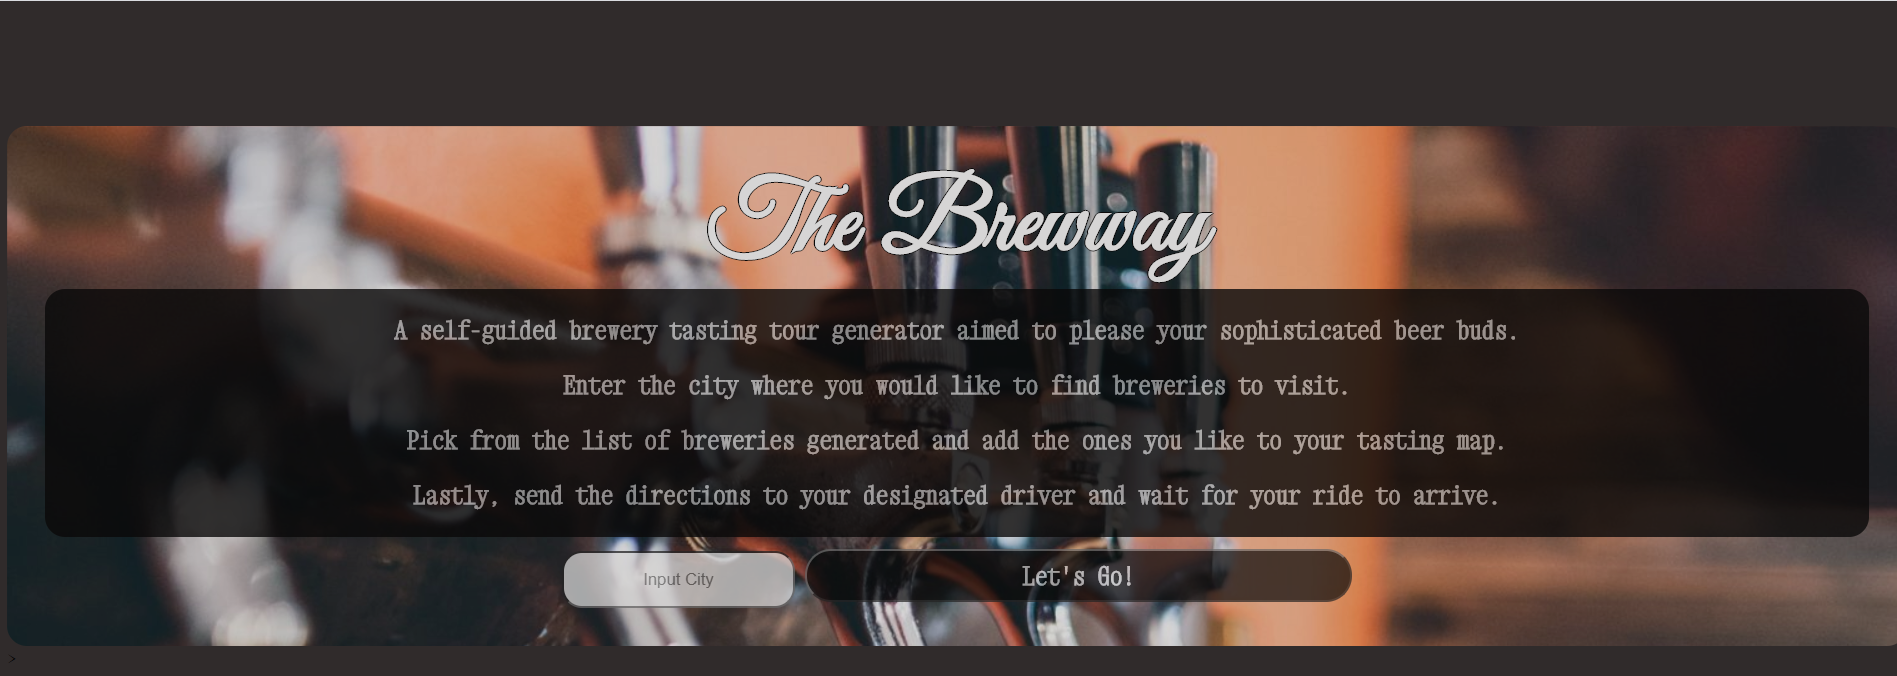 The Brewway
A self-guided brewery tasting tour generator aimed to please your sophisticated beer buds.
Enter the city where you would like to find breweries to visit.
Pick from the list of breweries generated and add the ones you like to your tasting map.
Lastly, send the directions to your designated driver and wait for your ride to arrive.
Input City
Let's Go!
>